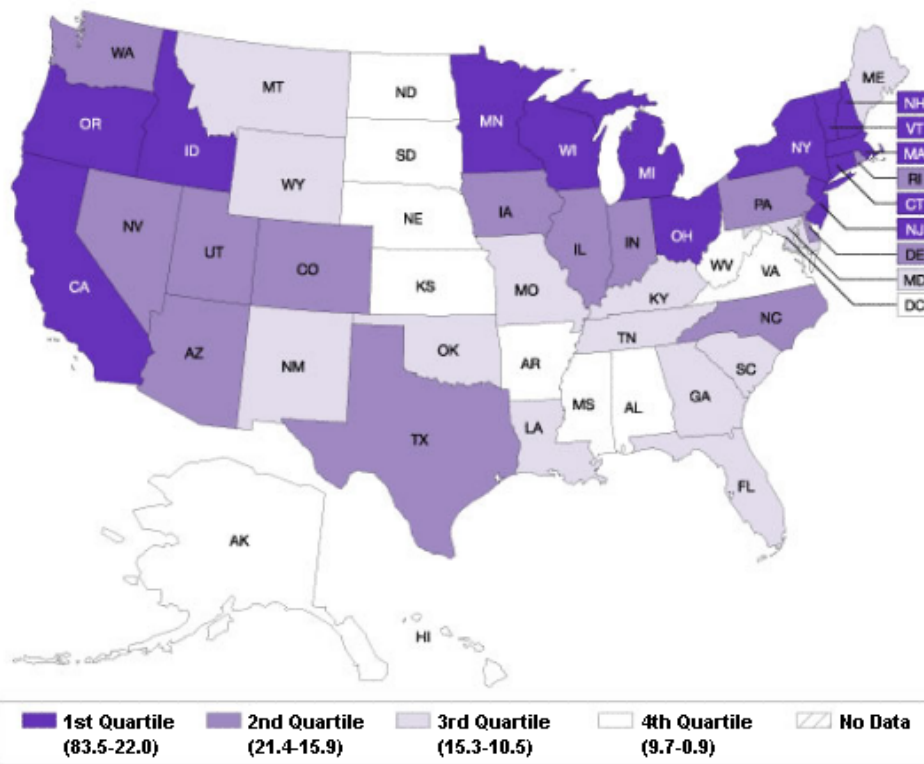 WA
ME
MT
ND
NH
OR
MN
VT
ID
SD
WI
NY
MA
MI
WY
RI
NE
IA
PA
CT
NV
OH
NJ
UT
IL
IN
CO
DE
WV
VA
CA
KS
MO
KY
MD
DC
NC
TN
AZ
OK
NM
AR
SC
MS
AL
GA
LA
TX
FL
AK
HI
1st Quartile 2nd Quartile 3rd Quartile 4th Quartile No Data
(83.5-22.0) (21.4-15.9) (15.3-10.5) (9.7-0.9)